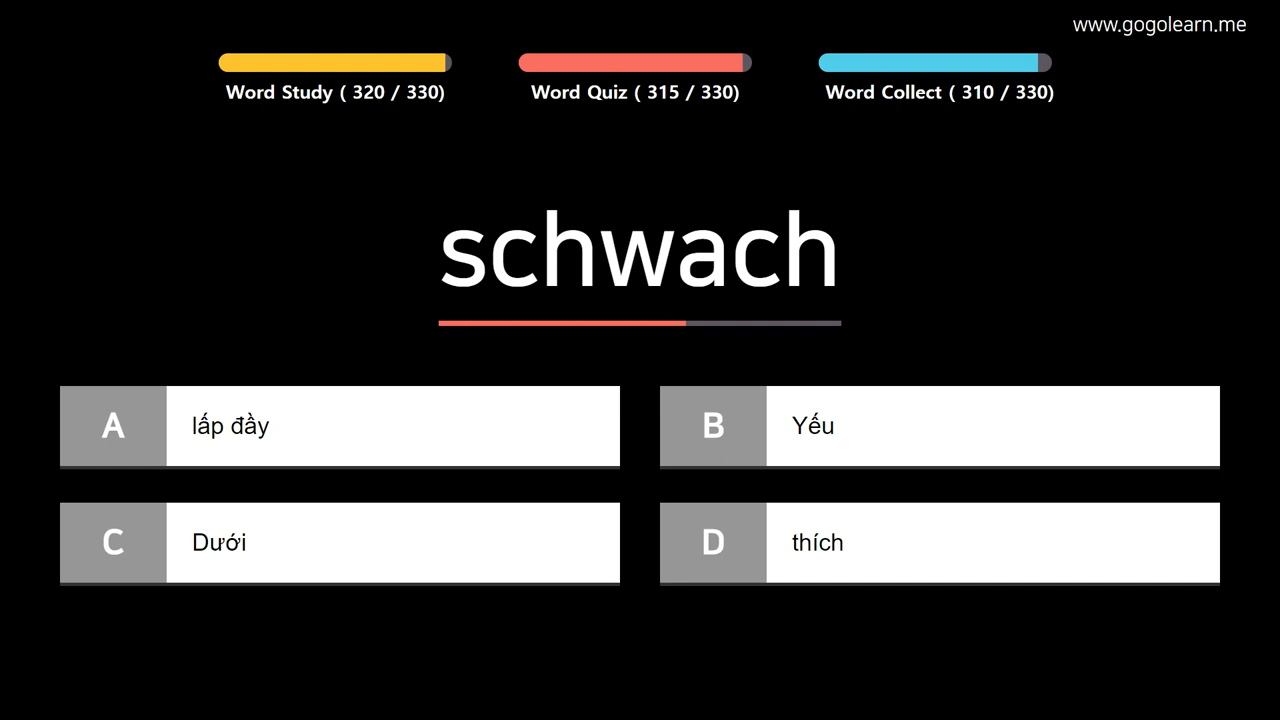 www.gogolearn.me
Word Study ( 320 / 330)
Word Quiz ( 315 / 330)
Word Collect ( 310 / 330)
schwach
A lấp đầy
B Yếu
C Dưới
D thích